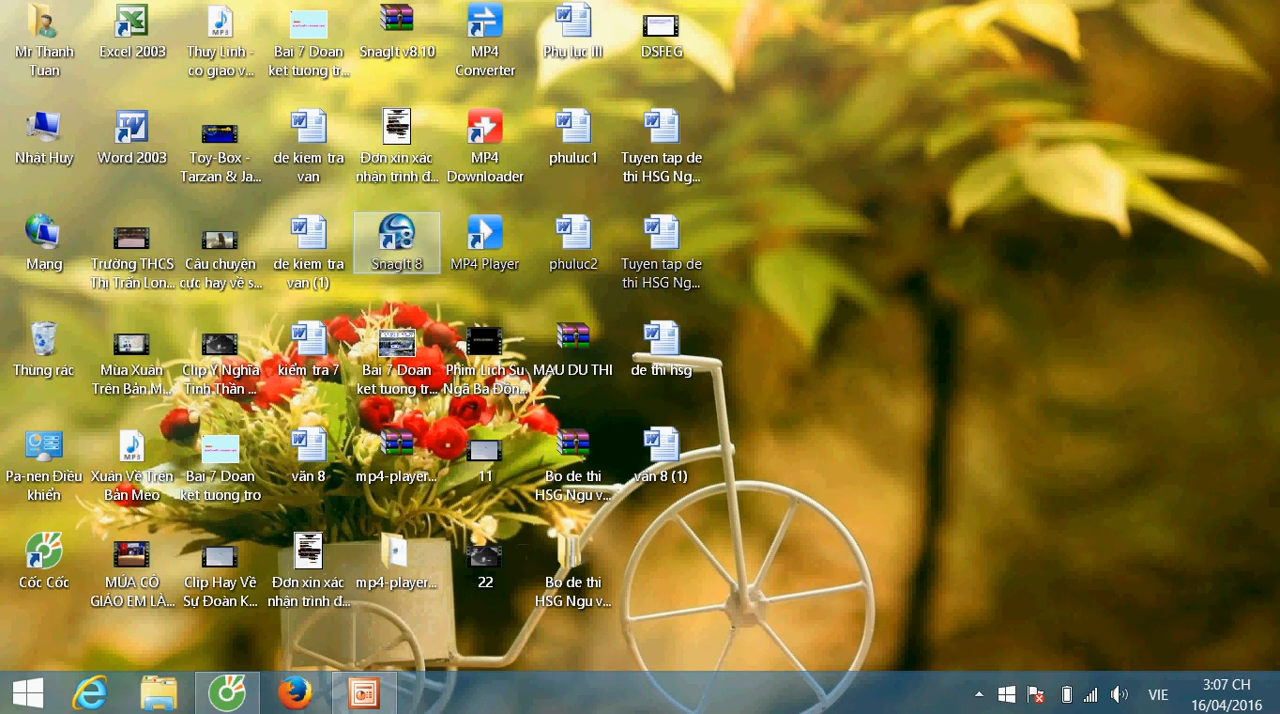 Mr Thanh
Tuan
Excel 2003
Thuy Linh -
co giao v...
Bai 7 Doan
ket tuong tr...
SnagIt v8.10
MP4
Converter
Phụ lục III
DSFEG
Nhật Huy
Word 2003
Toy-Box -
Tarzan & Ja...
de kiem tra
van
Đơn xin xác
nhận trình đ...
MP4
Downloader
phuluc1
Tuyen tap de
thi HSG Ng...
Mạng
Trường THCS
Thị Trấn Lon...
Câu chuyện
cực hay về s...
de kiem tra
van (1)
SnagIt 8
MP4 Player
phuluc2
Tuyen tap de
thi HSG Ng...
Thùng rác
Mùa Xuân
Trên Bản M...
Clip Ý Nghĩa
Tinh Thần ...
kiểm tra 7
Bai 7 Doan
ket tuong tr...
Phim Lịch Sử
Ngã Ba Đồn...
MAU DU THI
de thi hsg
Pa-nen Điều
khiển
Xuân Về Trên
Bản Mèo
Bai 7 Doan
ket tuong tro
văn 8
mp4-player...
11
Bo de thi
HSG Ngu v...
văn 8 (1)
Cốc Cốc
MÚA CÔ
GIÁO EM LÀ...
Clip Hay Về
Sự Đoàn K...
Đơn xin xác
nhận trình đ...
mp4-player...
22
Bo de thi
HSG Ngu v...
VIE
3:07 CH
16/04/2016